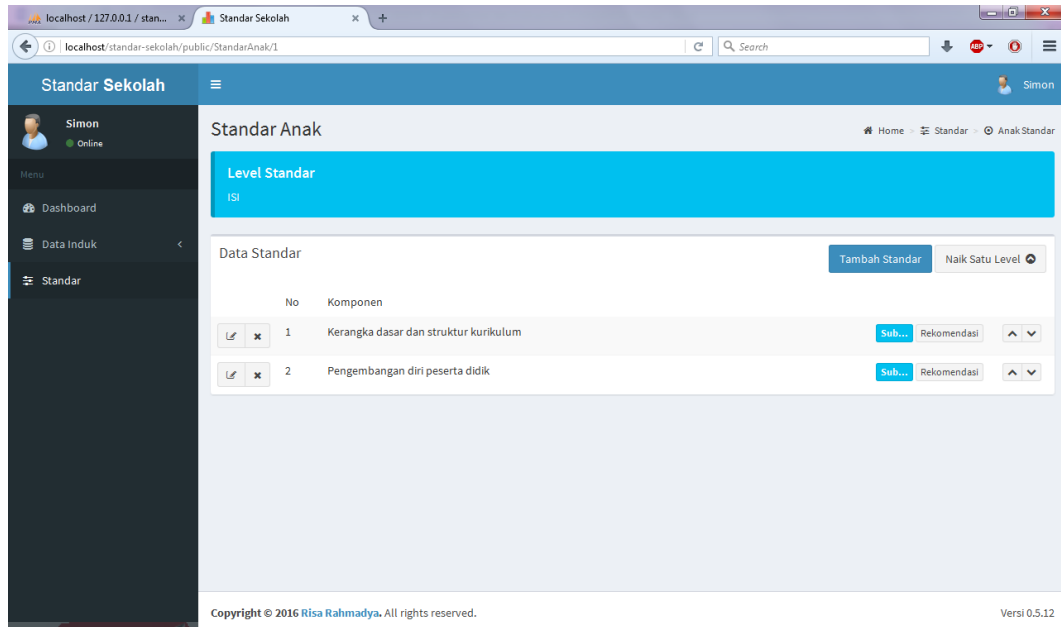 localhost / 127.0.0.1 / stan...
Standar Sekolah
localhost/standar-sekolah/public/StandarAnak/1
Search
ABP
Standar Sekolah
Simon
Simon
Online
Menu
Dashboard
Data Induk
Standar
Standar Anak
Home > Standar > Anak Standar
Level Standar
ISI
Data Standar
Tambah Standar
Naik Satu Level
No Komponen
1 Kerangka dasar dan struktur kurikulum Sub... Rekomendasi
2 Pengembangan diri peserta didik Sub... Rekomendasi
Copyright © 2016 Risa Rahmadya. All rights reserved.
Versi 0.5.12